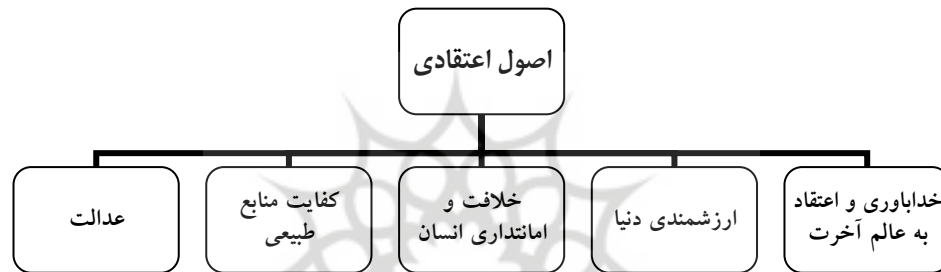 اصول اعتقادی
خداباوری و اعتقاد
به عالم آخرت
ارزشمندی دنیا
خلافت و
امانتداری انسان
کفایت منابع
طبیعی
عدالت